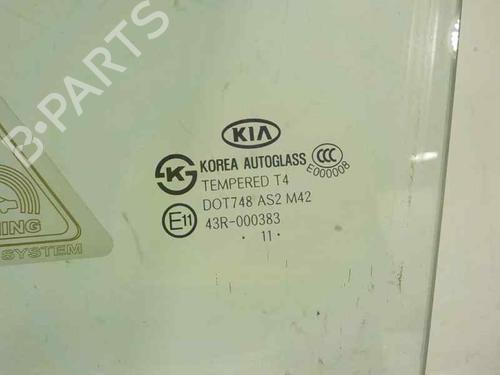 KIA
KOREA AUTOGLASS
CCC
E000008
TEMPERED T4
DOT748 AS2 M42
E11 43R-000383
· 11 ·
SYSTEM
B-PARTS